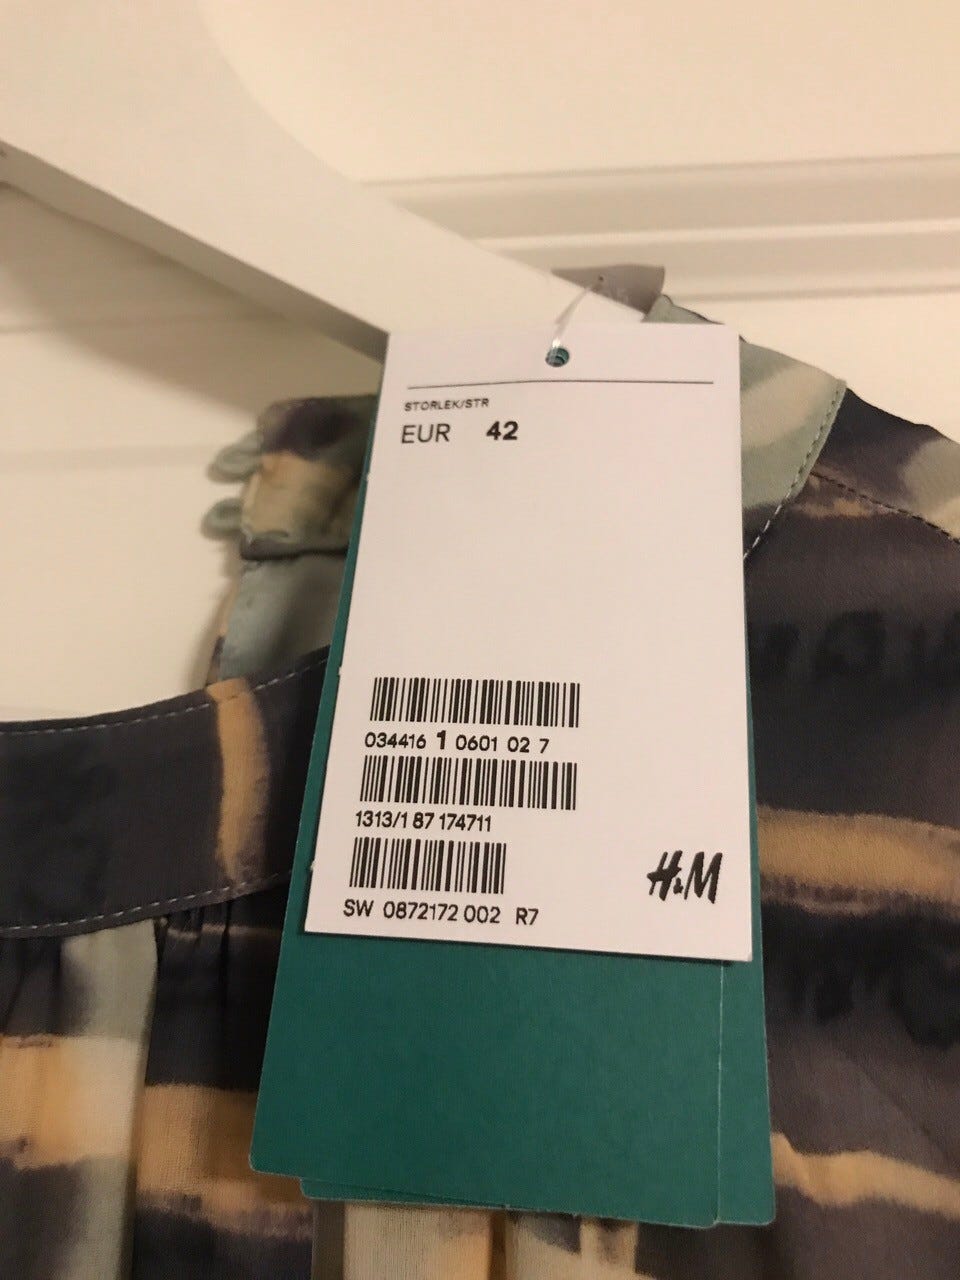 STORLEK/STR
EUR 42
034416 1 0601 02 7
1313/1 87 174711
H&M
SW 0872172 002 R7